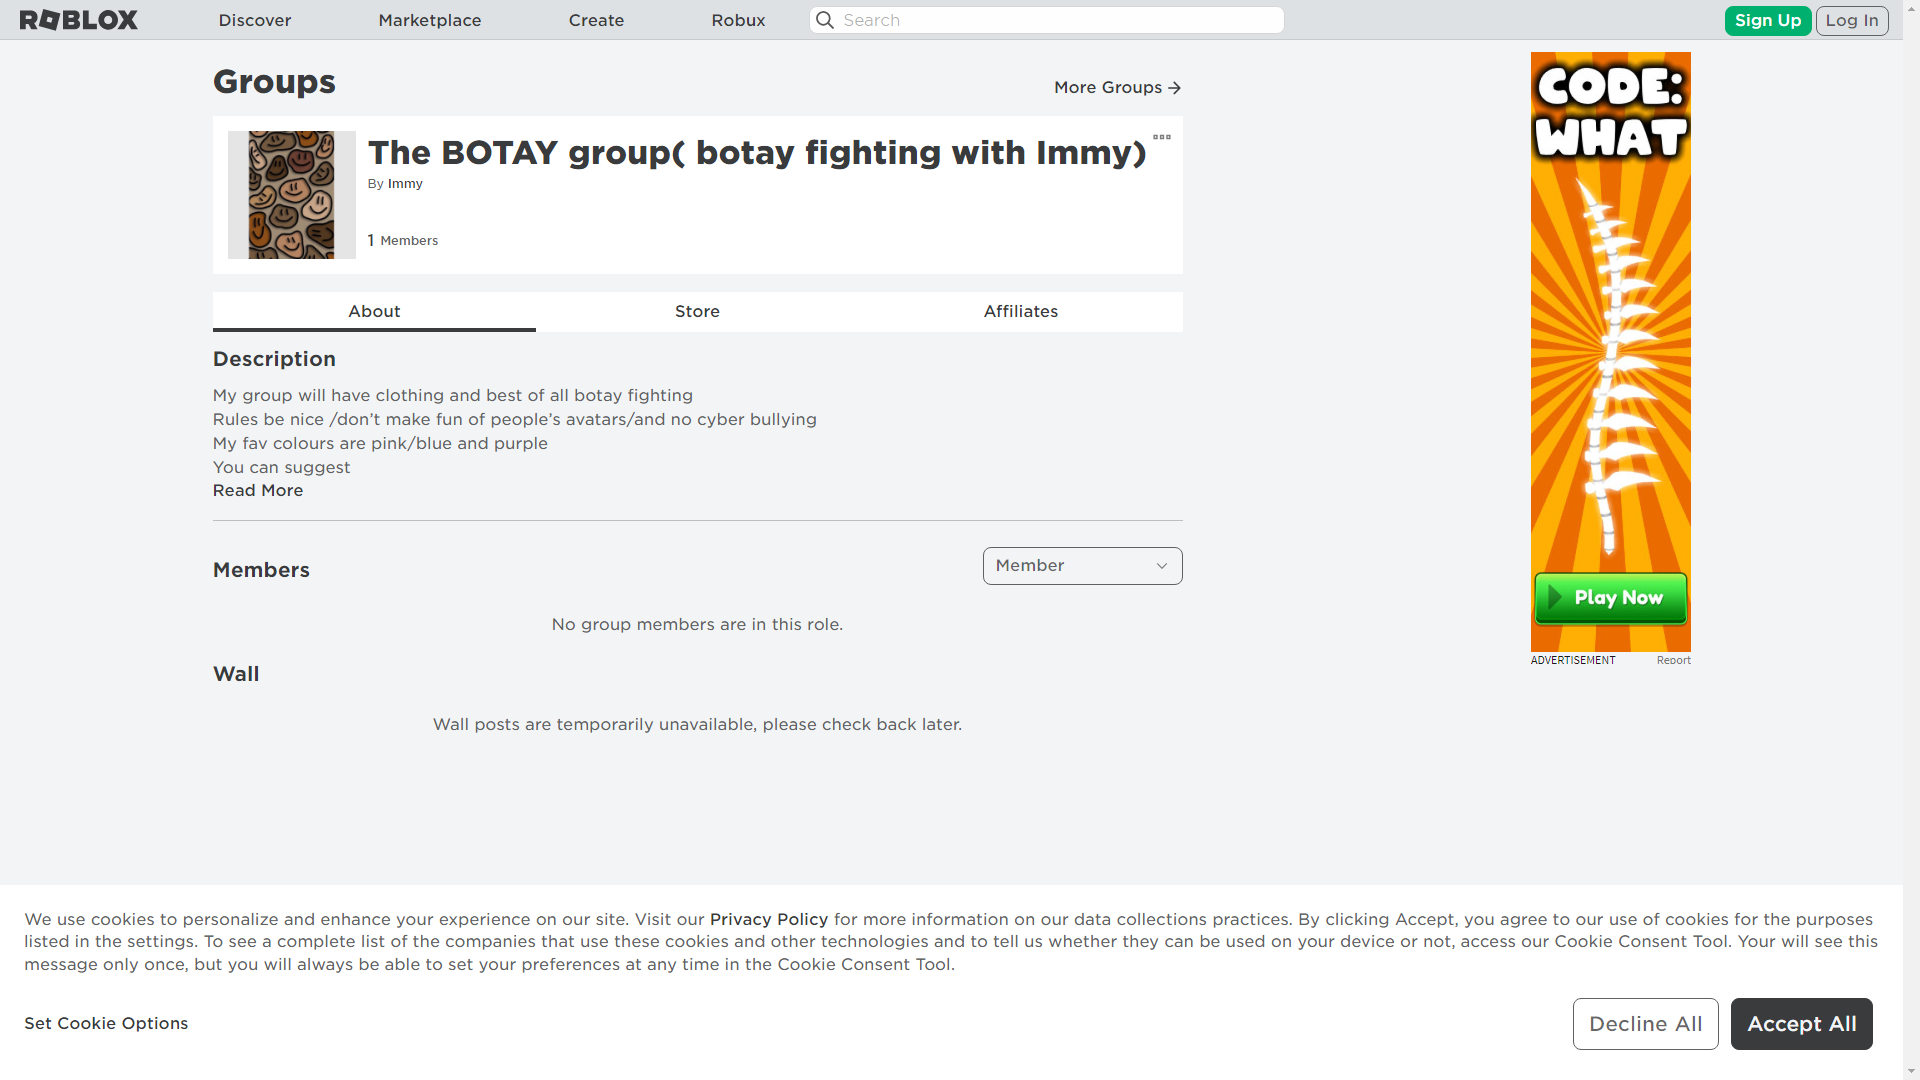 ROBLOX Discover Marketplace Create Robux Search Sign Up Log In
Groups
More Groups
The BOTAY group( botay fighting with Immy)
By Immy
1 Members
About Store Affiliates
Description
My group will have clothing and best of all botay fighting
Rules be nice /don’t make fun of people’s avatars/and no cyber bullying
My fav colours are pink/blue and purple
You can suggest
Read More
Members
Member
No group members are in this role.
Wall
Wall posts are temporarily unavailable, please check back later.
CODE:
WHAT
Play Now
ADVERTISEMENT Report
We use cookies to personalize and enhance your experience on our site. Visit our Privacy Policy for more information on our data collections practices. By clicking Accept, you agree to our use of cookies for the purposes
listed in the settings. To see a complete list of the companies that use these cookies and other technologies and to tell us whether they can be used on your device or not, access our Cookie Consent Tool. Your will see this
message only once, but you will always be able to set your preferences at any time in the Cookie Consent Tool.
Set Cookie Options
Decline All
Accept All